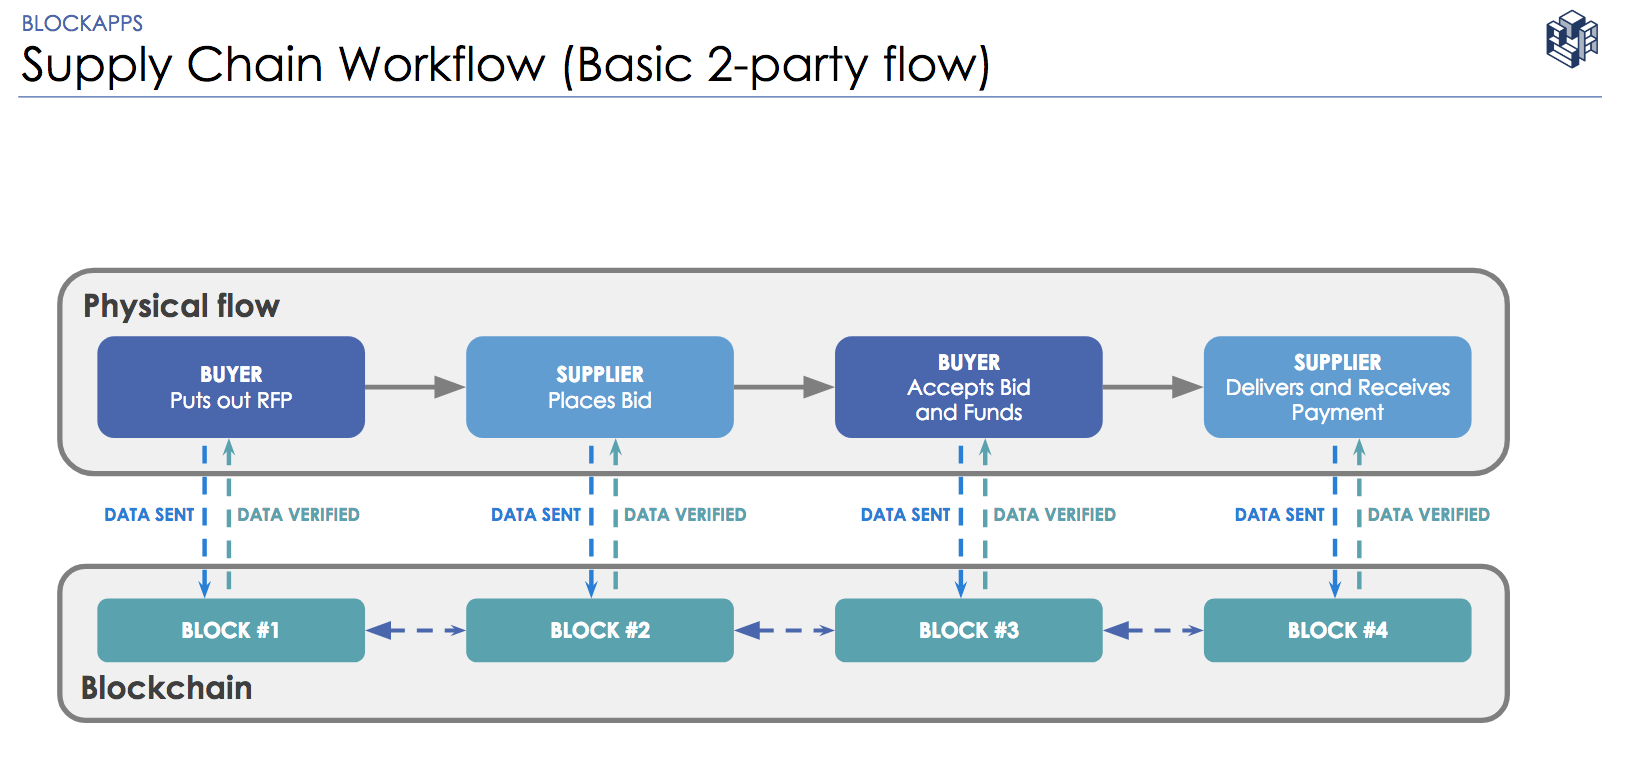 BLOCKAPPS
Supply Chain Workflow (Basic 2-party flow)
Physical flow
BUYER
Puts out RFP
SUPPLIER
Places Bid
BUYER
Accepts Bid
and Funds
SUPPLIER
Delivers and Receives
Payment
DATA SENT
DATA VERIFIED
DATA SENT
DATA VERIFIED
DATA SENT
DATA VERIFIED
DATA SENT
DATA VERIFIED
BLOCK #1
BLOCK #2
BLOCK #3
BLOCK #4
Blockchain